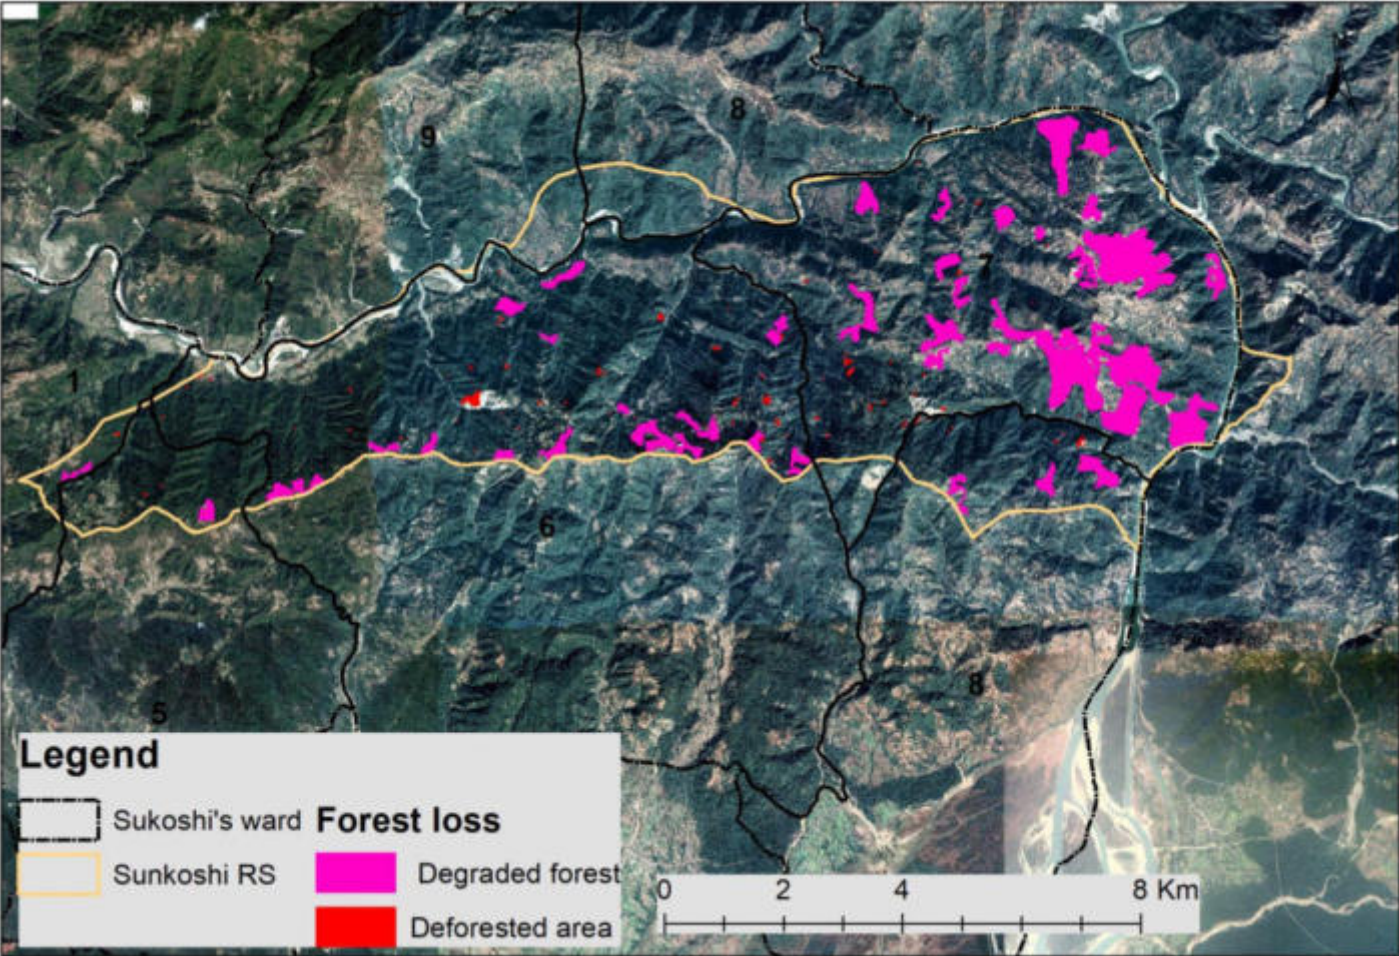 8
9
7
1
6
8
5
Legend
Sukoshi's ward
Forest loss
Sunkoshi RS
Degraded forest
Deforested area
0 2 4 8 Km